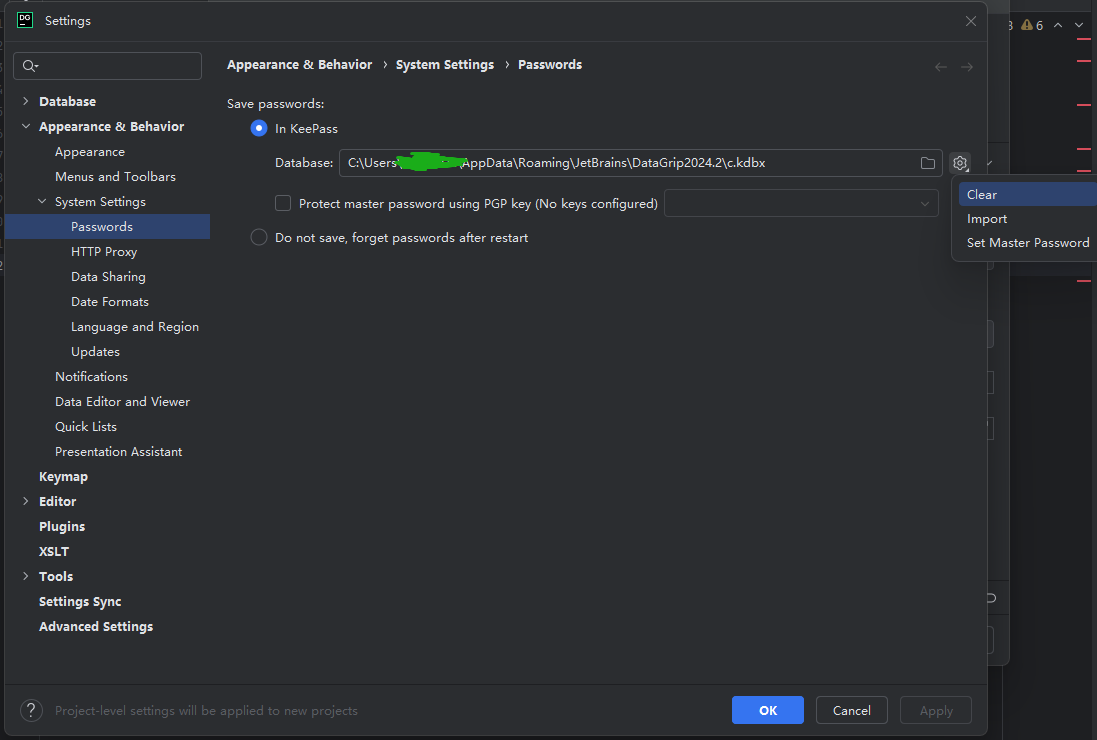 DG
Settings
3 6
Appearance & Behavior › System Settings › Passwords
Database
Appearance & Behavior
Appearance
Menus and Toolbars
System Settings
Passwords
HTTP Proxy
Data Sharing
Date Formats
Language and Region
Updates
Notifications
Data Editor and Viewer
Quick Lists
Presentation Assistant
Keymap
Editor
Plugins
XSLT
Tools
Settings Sync
Advanced Settings
Save passwords:
In KeePass
Database: C:\Users\ \AppData\Roaming\JetBrains\DataGrip2024.2\c.kdbx
Protect master password using PGP key (No keys configured)
Do not save, forget passwords after restart
Clear
Import
Set Master Password
? Project-level settings will be applied to new projects
OK Cancel Apply